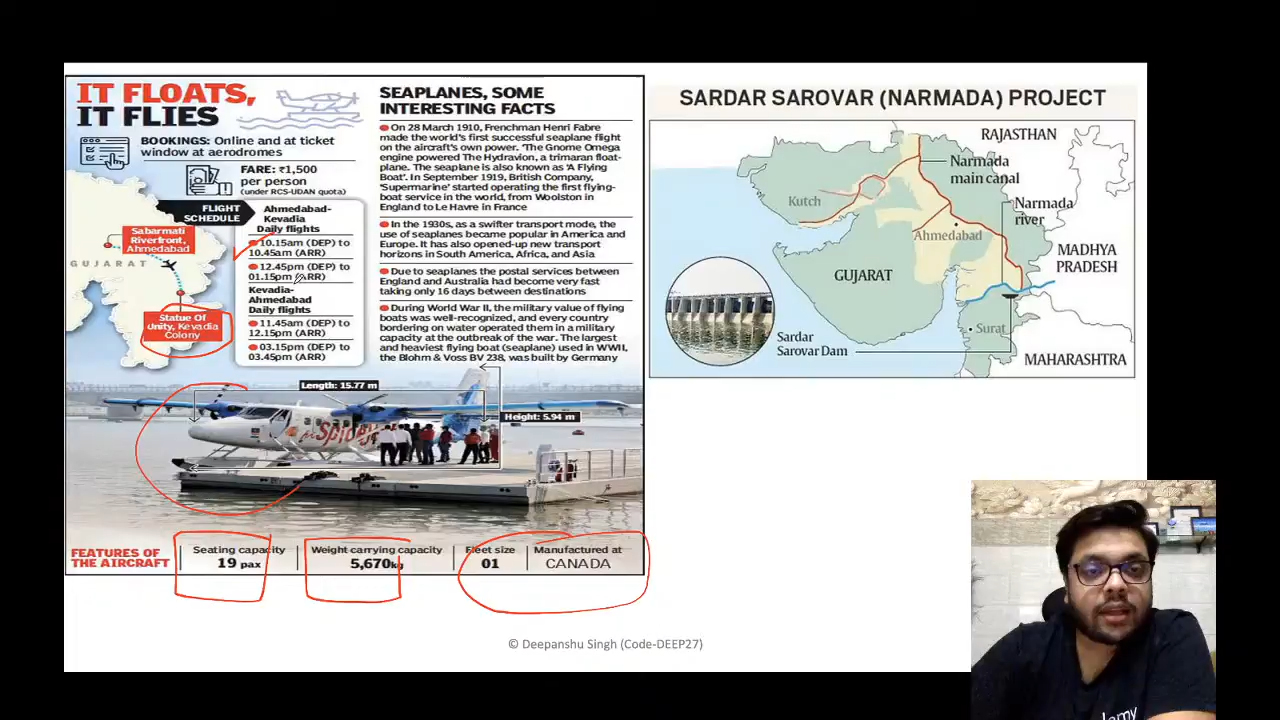 IT FLOATS,
IT FLIES
BOOKINGS: Online and at ticket
window at aerodromes
FARE: ₹1,500
per person
(under RCS-UDAN quota)
FLIGHT
SCHEDULE
Ahmedabad-
Kevadia
Daily flights
10.15am (DEP) to
10.45am (ARR)
12.45pm (DEP) to
01.15pm (ARR)
Kevadia-
Ahmedabad
Daily flights
11.45am (DEP) to
12.15pm (ARR)
03.15pm (DEP) to
03.45pm (ARR)
Sabarmati
Riverfront,
Ahmedabad
GUJARAT
Statue Of
Unity, Kevadia
Colony
SEAPLANES, SOME
INTERESTING FACTS
On 28 March 1910, Frenchman Henri Fabre
made the world's first successful seaplane flight
on the aircraft's own power. 'The Gnome Omega
engine powered The Hydravion, a trimaran float-
plane. The seaplane is also known as 'A Flying
Boat'. In September 1919, British Company,
'Supermarine' started operating the first flying-
boat service in the world, from Woolston in
England to Le Havre in France
In the 1930s, as a swifter transport mode, the
use of seaplanes became popular in America and
Europe. It has also opened-up new transport
horizons in South America, Africa, and Asia
Due to seaplanes the postal services between
England and Australia had become very fast
taking only 16 days between destinations
During World War II, the military value of flying
boats was well-recognized, and every country
bordering on water operated them in a military
capacity at the outbreak of the war. The largest
and heaviest flying boat (seaplane) used in WWII,
the Blohm & Voss BV 238, was built by Germany
Length: 15.77 m
Height: 5.94 m
FEATURES OF
THE AIRCRAFT
Seating capacity
19 pax
Weight carrying capacity
5,670kg
Fleet size
01
Manufactured at
CANADA
SARDAR SAROVAR (NARMADA) PROJECT
RAJASTHAN
Narmada
main canal
Kutch
Narmada
river
Ahmedabad
MADHYA
PRADESH
GUJARAT
Surat
Sardar
Sarovar Dam
MAHARASHTRA
© Deepanshu Singh (Code-DEEP27)